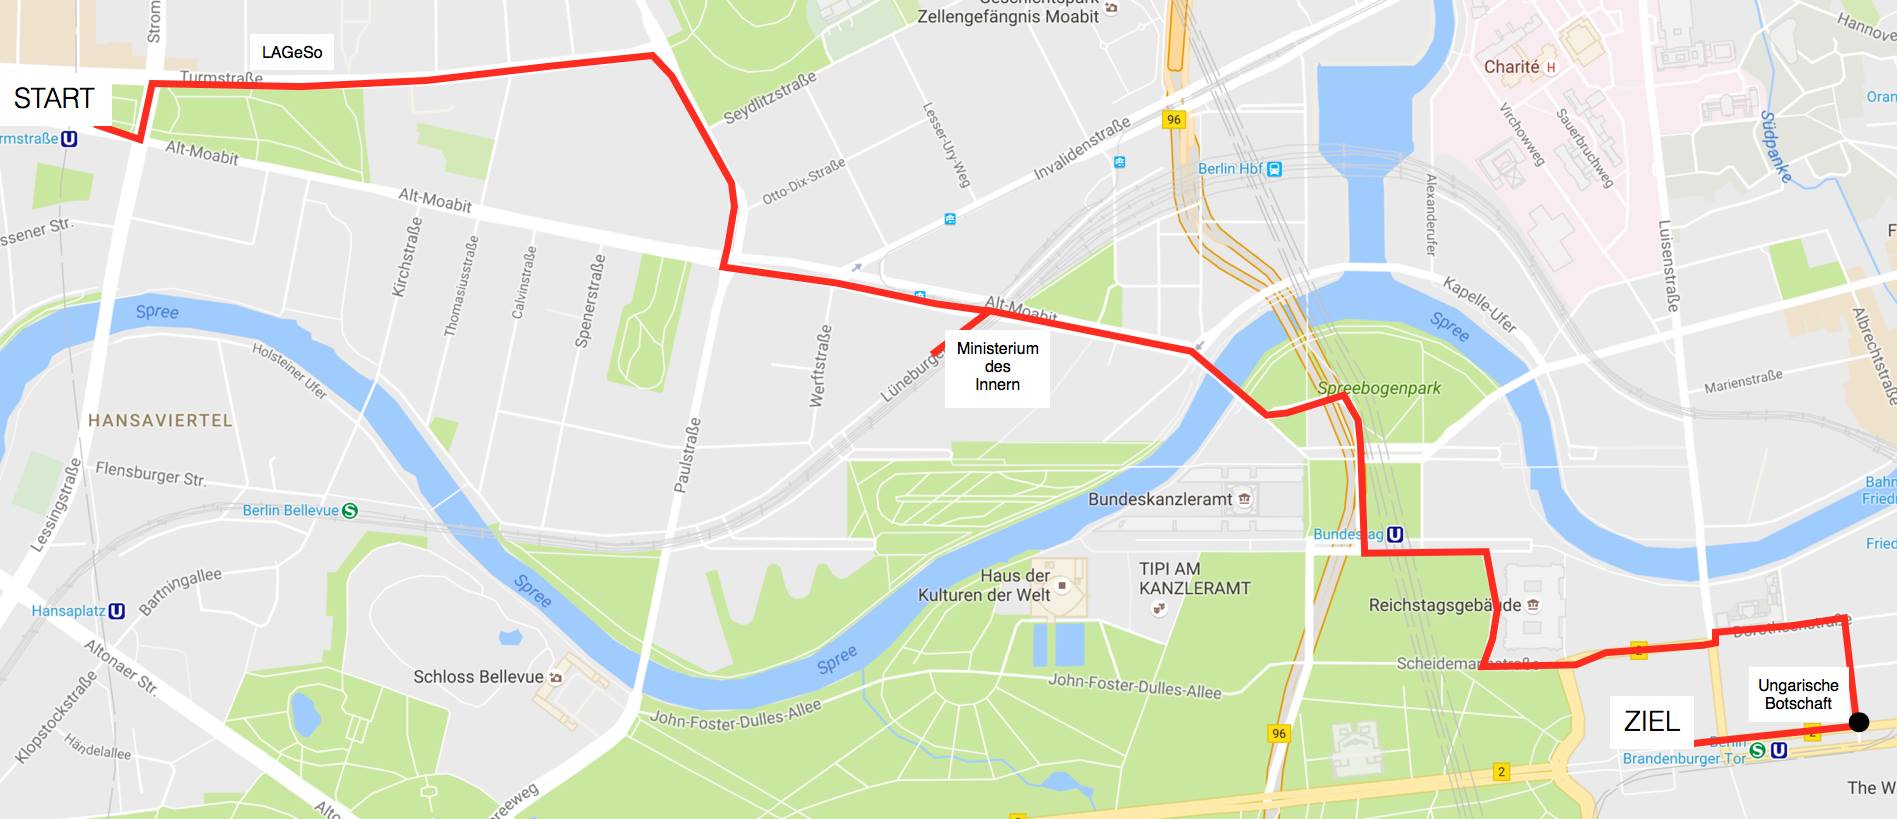 Geschichtspark
Zellengefängnis Moabit
Hannove
Strom
LAGeSo
Turmstraße
START
rmstraße
U
Alt-Moabit
Alt-Moabit
Seydlitzstraße
Lesser-Ury-Weg
Otto-Dix-Straße
Invalidenstraße
96
Berlin Hbf
Charité
H
Virchowweg
Sauerbruchweg
Südpanke
Oran
Alexanderufer
Luisenstraße
F
ssener Str.
Kirchstraße
Thomasiusstraße
Calvinstraße
Spenerstraße
Spree
Holsteiner Ufer
Werftstraße
Alt-Moabit
Ministerium
des
Innern
Lüneburge
Kapelle-Ufer
Spree
Albrechtstraße
Marienstraße
Spreebogenpark
HANSAVIERTEL
Paulstraße
Flensburger Str.
Lessingstraße
Berlin Bellevue
S
Bundeskanzleramt
Bahn
Fried
Bundestag
U
Fried
Bartningallee
Hansaplatz
U
Spree
Haus der
Kulturen der Welt
TIPI AM
KANZLERAMT
Reichstagsgebäude
Dorotheenstraße
Altonaer Str.
Spree
Schloss Bellevue
Scheidemannstraße
2
John-Foster-Dulles-Allee
John-Foster-Dulles-Allee
Klopstockstraße
Händelallee
Ungarische
Botschaft
ZIEL
96
2
Berlin
Brandenburger Tor
S
U
2
The W
Alto
reeweg